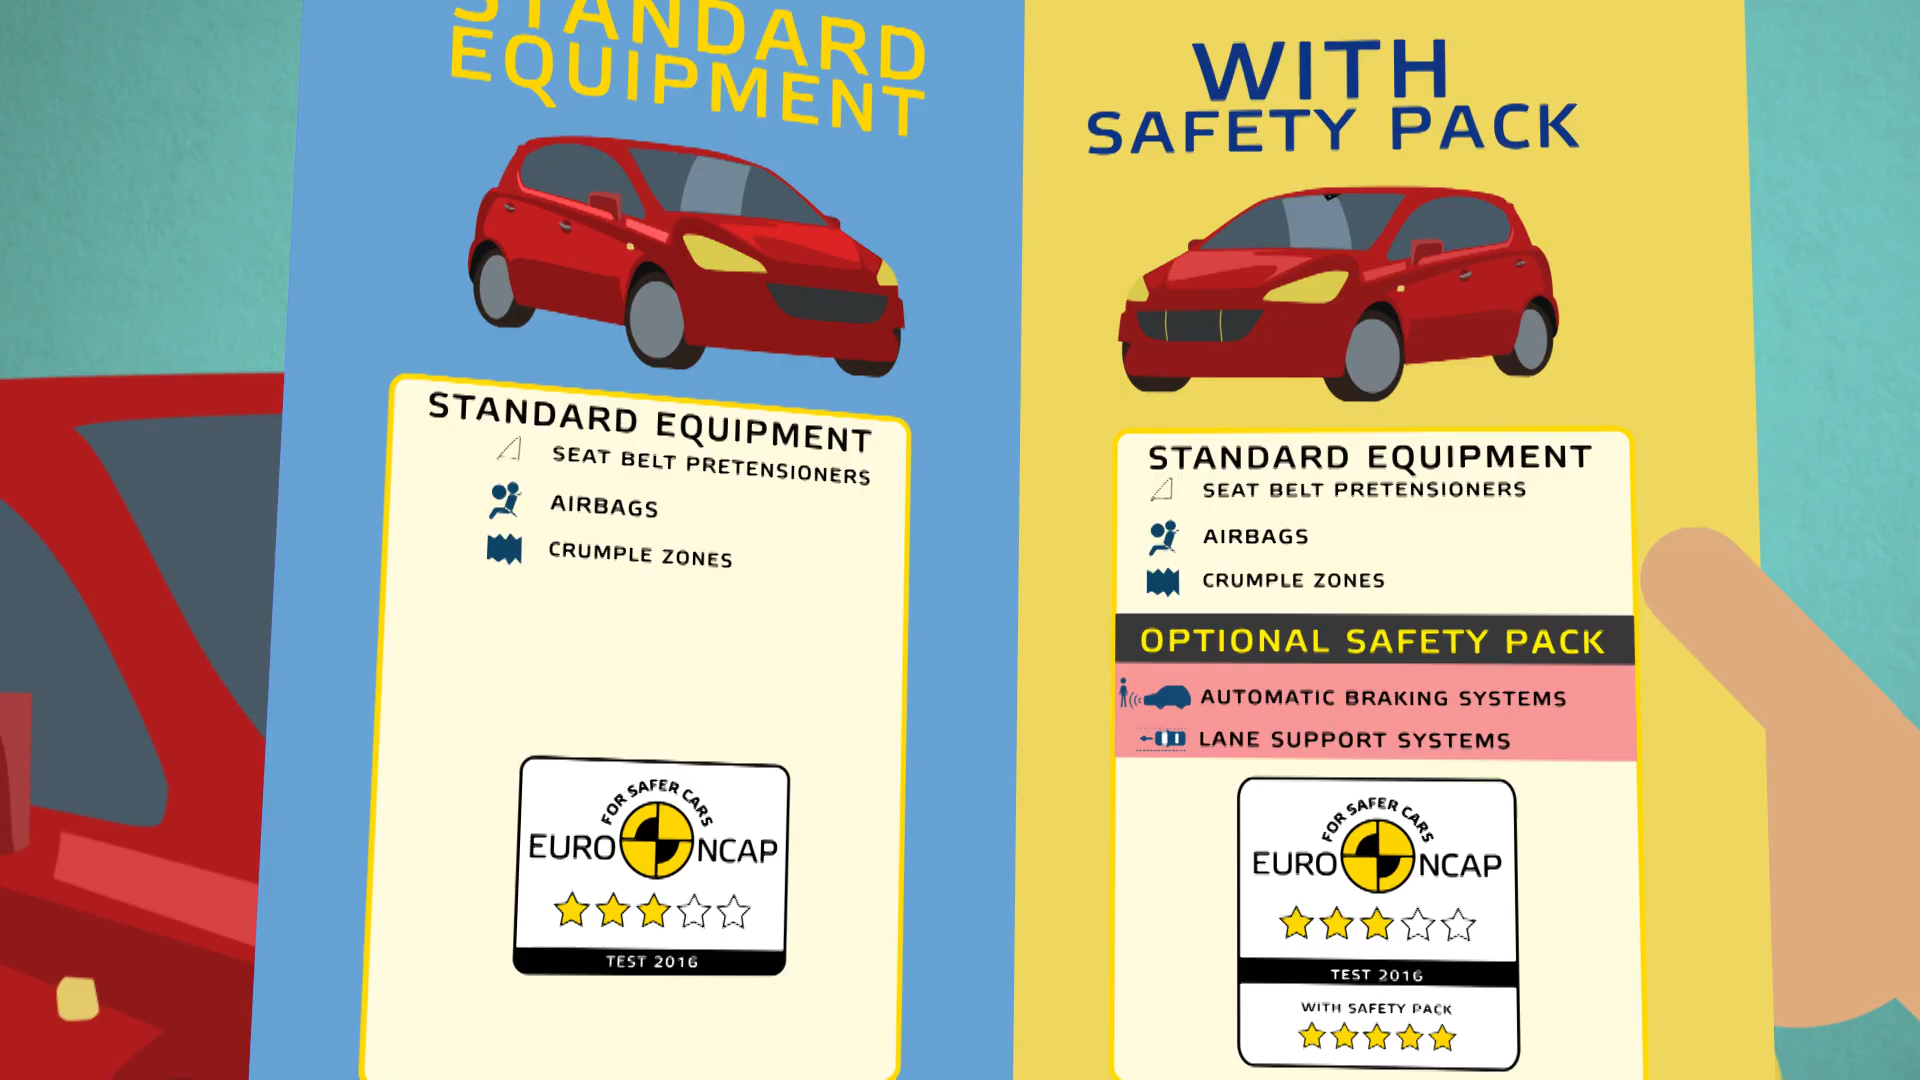 STANDARD
EQUIPMENT
STANDARD EQUIPMENT
SEAT BELT PRETENSIONERS
AIRBAGS
CRUMPLE ZONES
FOR SAFER CARS
EURO NCAP
TEST 2016
WITH
SAFETY PACK
STANDARD EQUIPMENT
SEAT BELT PRETENSIONERS
AIRBAGS
CRUMPLE ZONES
OPTIONAL SAFETY PACK
AUTOMATIC BRAKING SYSTEMS
LANE SUPPORT SYSTEMS
FOR SAFER CARS
EURO NCAP
TEST 2016
WITH SAFETY PACK